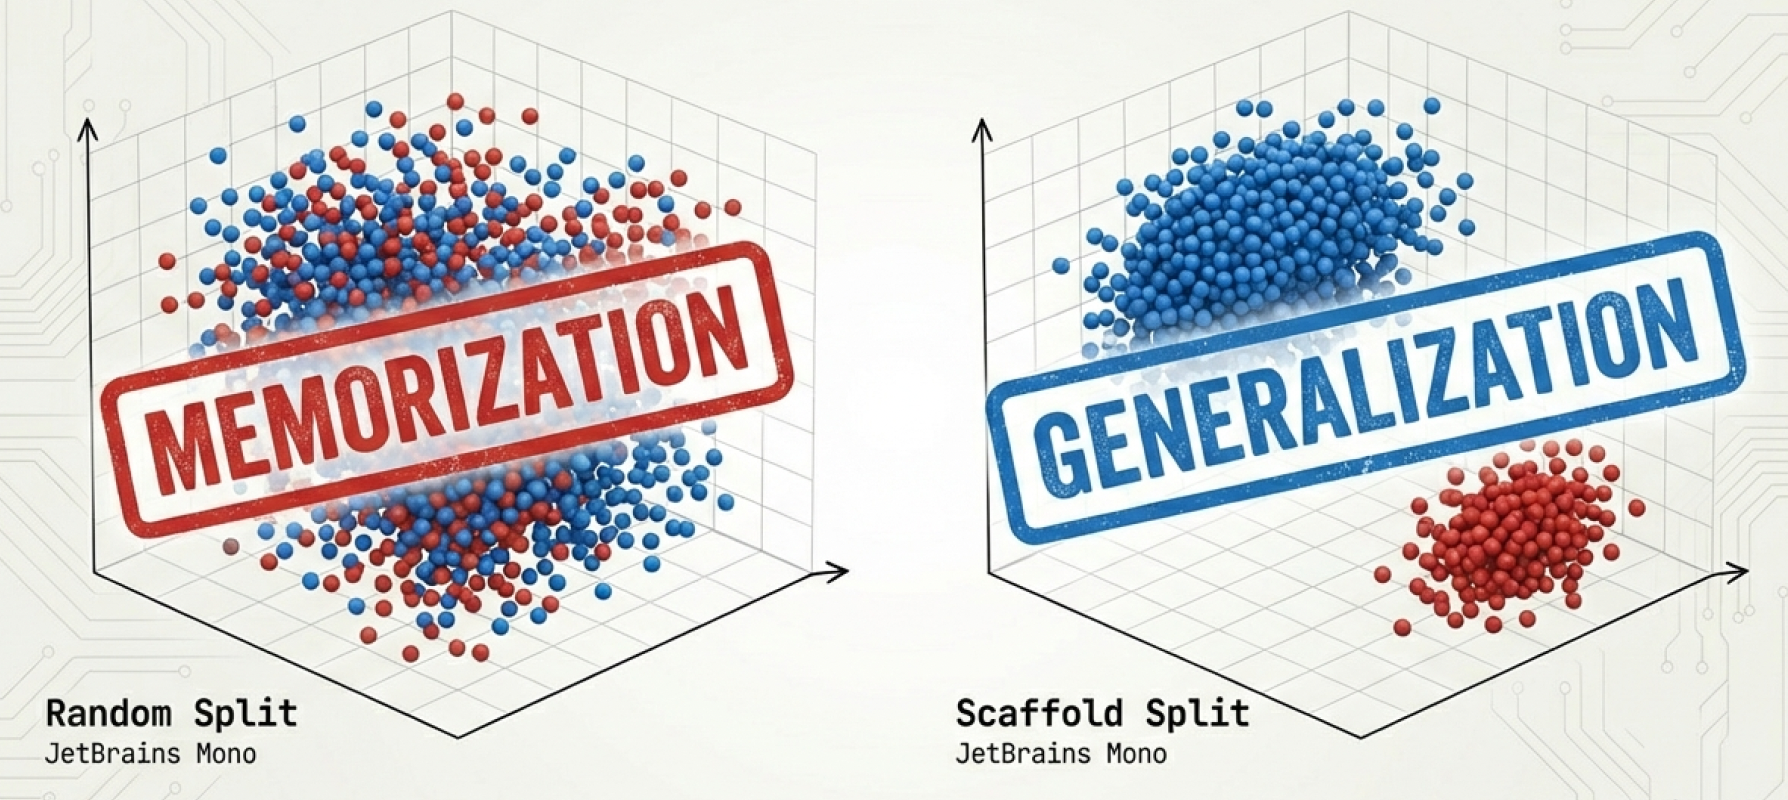 MEMORIZATION
Random Split
JetBrains Mono
GENERALIZATION
Scaffold Split
JetBrains Mono